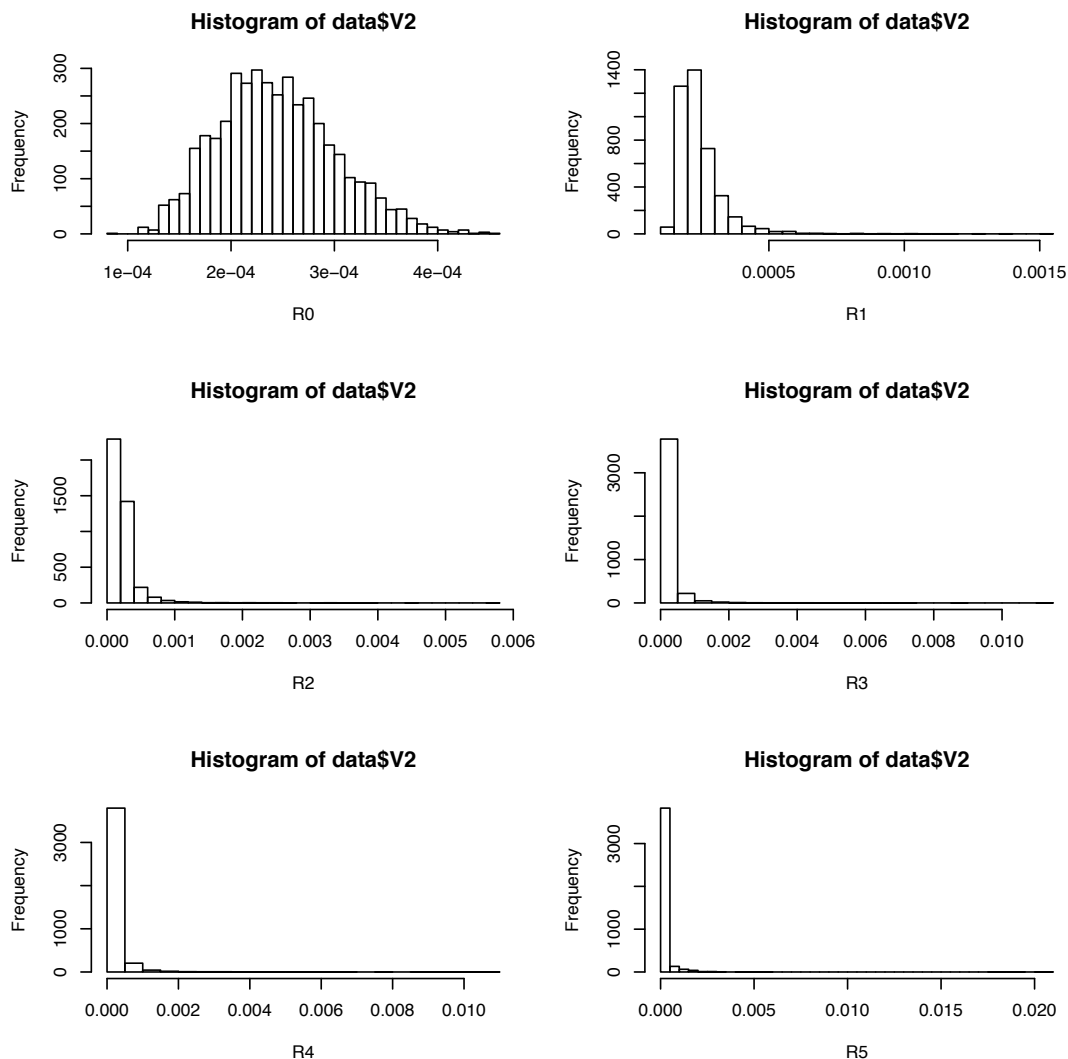 Histogram of data$V2
Frequency
0 100 200 300
1e−04 2e−04 3e−04 4e−04
R0
Histogram of data$V2
Frequency
0 400 800 1400
0.0005 0.0010 0.0015
R1
Histogram of data$V2
Frequency
0 500 1500
0.000 0.001 0.002 0.003 0.004 0.005 0.006
R2
Histogram of data$V2
Frequency
0 1000 3000
0.000 0.002 0.004 0.006 0.008 0.010
R3
Histogram of data$V2
Frequency
0 1000 3000
0.000 0.002 0.004 0.006 0.008 0.010
R4
Histogram of data$V2
Frequency
0 1000 3000
0.000 0.005 0.010 0.015 0.020
R5